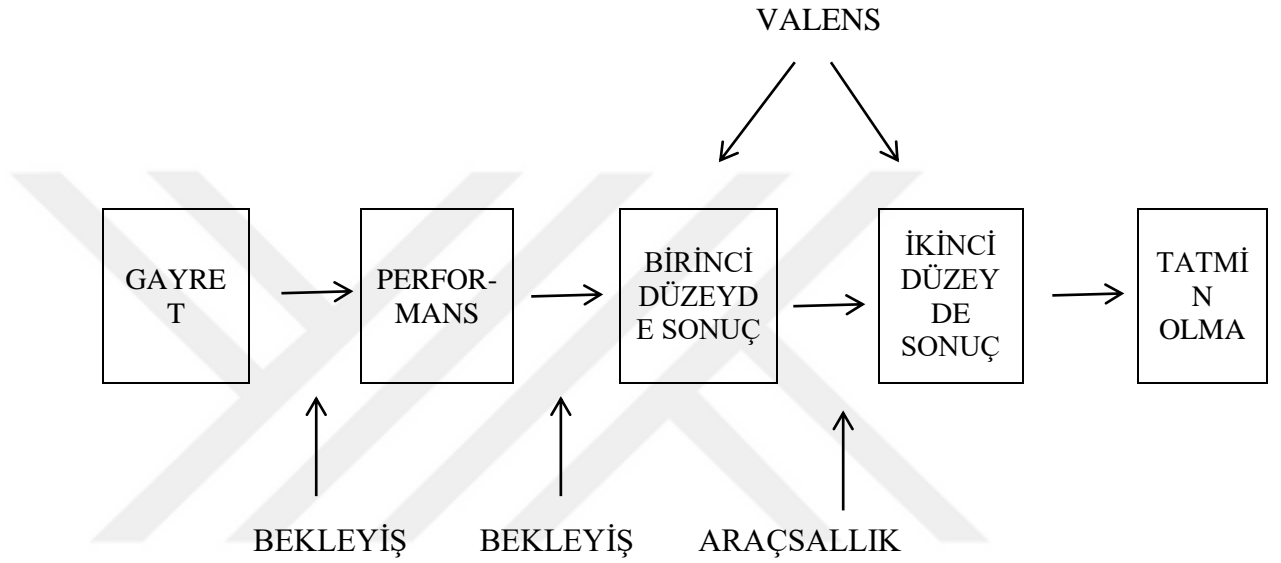 VALENS
GAYRE
T
PERFOR-
MANS
BİRİNCİ
DÜZEYD
E SONUÇ
İKİNCİ
DÜZEY
DE
SONUÇ
TATMİ
N
OLMA
BEKLEYİŞ
BEKLEYİŞ
ARAÇSALLIK